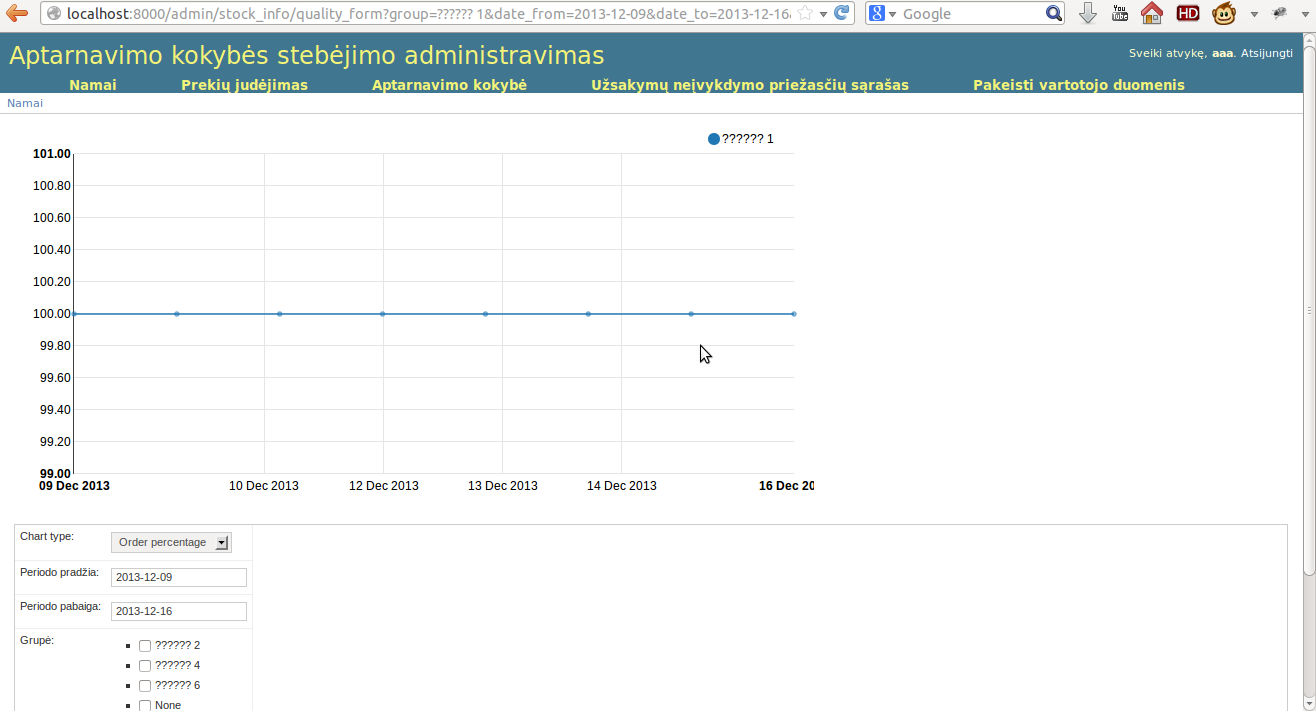 localhost:8000/admin/stock_info/quality_form?group=?????? 1&date_from=2013-12-09&date_to=2013-12-16&
Google
You Tube
HD
Aptarnavimo kokybės stebėjimo administravimas
Sveiki atvykę, aaa. Atsijungti
Namai Prekių judėjimas Aptarnavimo kokybė Užsakymų neįvykdymo priežasčių sąrašas Pakeisti vartotojo duomenis
Namai
?????? 1
101.00
100.80
100.60
100.40
100.20
100.00
99.80
99.60
99.40
99.20
99.00
09 Dec 2013 10 Dec 2013 12 Dec 2013 13 Dec 2013 14 Dec 2013 16 Dec 20
Chart type: Order percentage
Periodo pradžia: 2013-12-09
Periodo pabaiga: 2013-12-16
Grupė:
?????? 2
?????? 4
?????? 6
None